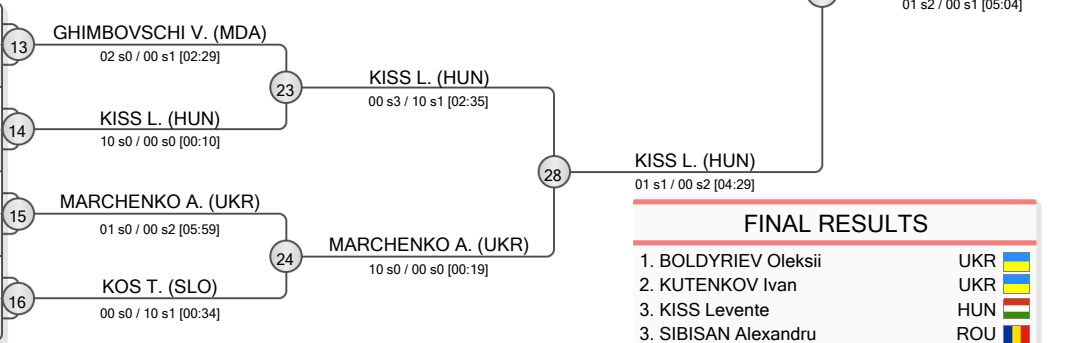 01 s2 / 00 s1 [05:04]
13
GHIMBOVSCHI V. (MDA)
02 s0 / 00 s1 [02:29]
23
KISS L. (HUN)
00 s3 / 10 s1 [02:35]
14
KISS L. (HUN)
10 s0 / 00 s0 [00:10]
28
KISS L. (HUN)
01 s1 / 00 s2 [04:29]
15
MARCHENKO A. (UKR)
01 s0 / 00 s2 [05:59]
24
MARCHENKO A. (UKR)
10 s0 / 00 s0 [00:19]
16
KOS T. (SLO)
00 s0 / 10 s1 [00:34]
FINAL RESULTS
1. BOLDYRIEV Oleksii UKR
2. KUTENKOV Ivan UKR
3. KISS Levente HUN
3. SIBISAN Alexandru ROU